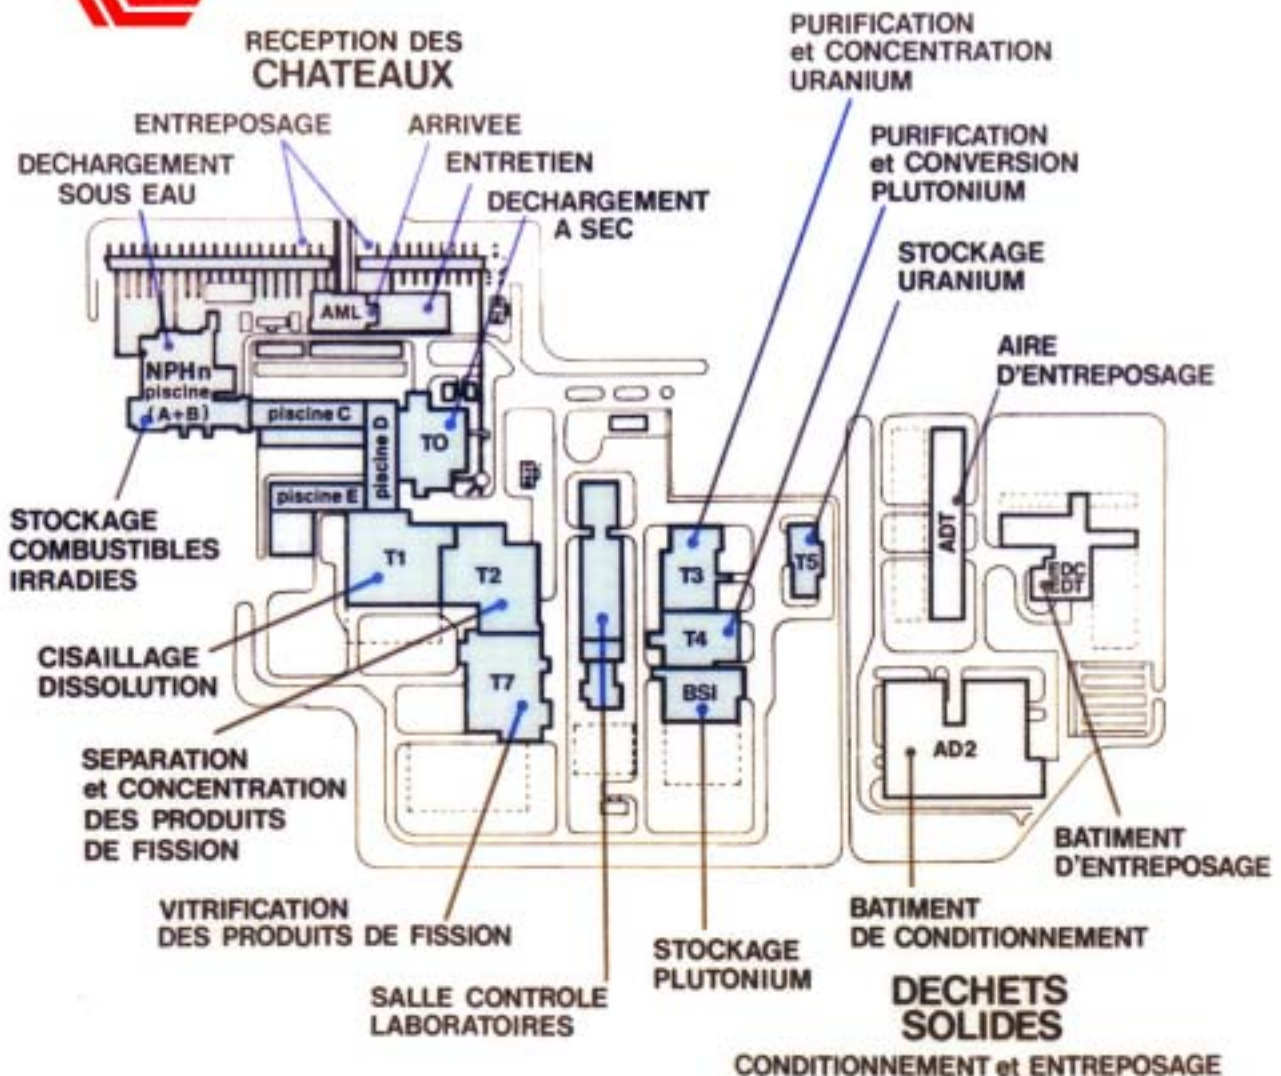 RECEPTION DES
CHATEAUX
PURIFICATION
et CONCENTRATION
URANIUM
ENTREPOSAGE
ARRIVEE
DECHARGEMENT
SOUS EAU
ENTRETIEN
DECHARGEMENT
A SEC
PURIFICATION
et CONVERSION
PLUTONIUM
STOCKAGE
URANIUM
AIRE
D'ENTREPOSAGE
AML
NPHn
piscine
(A+B)
piscine C
piscine D
TO
piscine E
STOCKAGE
COMBUSTIBLES
IRRADIES
T1
T2
T3
T5
ADT
EDC
EDT
T4
T7
BSI
AD2
CISAILLAGE
DISSOLUTION
SEPARATION
et CONCENTRATION
DES PRODUITS
DE FISSION
BATIMENT
D'ENTREPOSAGE
VITRIFICATION
DES PRODUITS DE FISSION
BATIMENT
DE CONDITIONNEMENT
STOCKAGE
PLUTONIUM
SALLE CONTROLE
LABORATOIRES
DECHETS
SOLIDES
CONDITIONNEMENT et ENTREPOSAGE